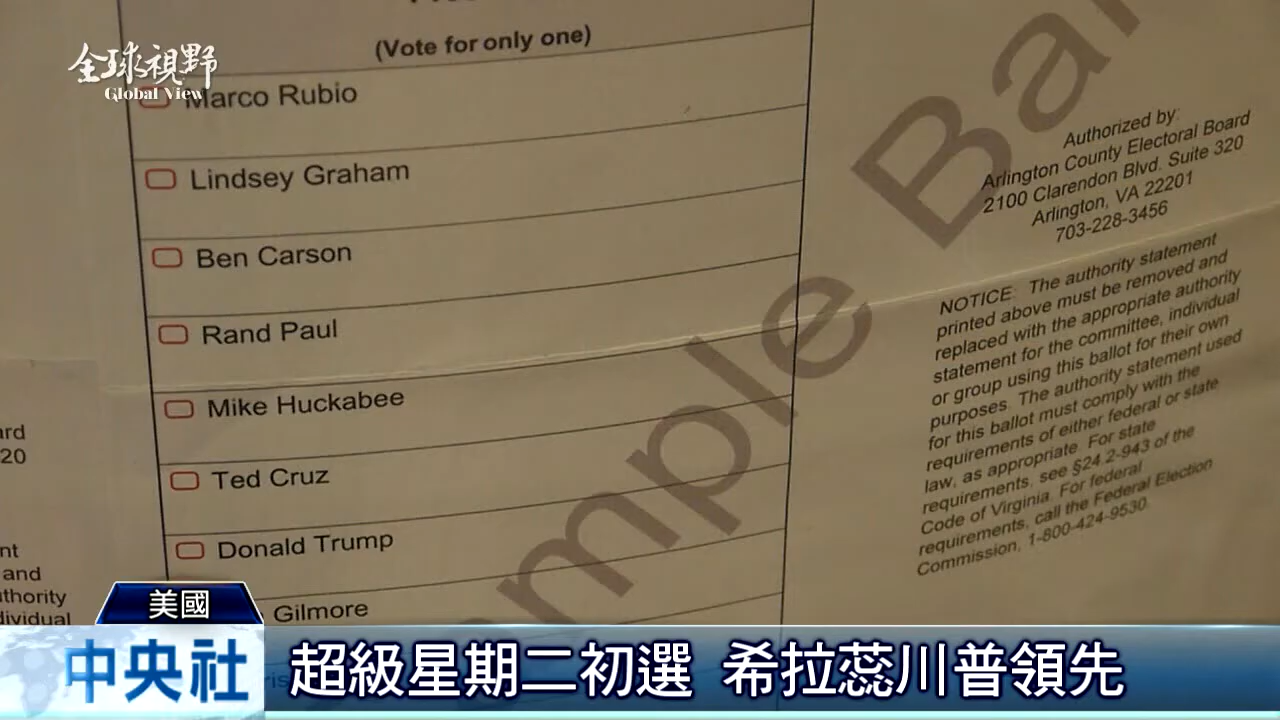 全球視野
Global View
(Vote for only one)
Marco Rubio
Lindsey Graham
Ben Carson
Rand Paul
Mike Huckabee
Ted Cruz
Donald Trump
Gilmore
Authorized by:
Arlington County Electoral Board
2100 Clarendon Blvd. Suite 320
Arlington, VA 22201
703-228-3456
NOTICE: The authority statement
printed above must be removed and
replaced with the appropriate authority
statement for the committee, individual
or group using this ballot for their own
purposes. The authority statement used
for this ballot must comply with the
requirements of either federal or state
law, as appropriate. For state
requirements, see §24.2-943 of the
Code of Virginia. For federal
requirements, call the Federal Election
Commission, 1-800-424-9530.
ample Bal
20
and
美國
中央社
超級星期二初選 希拉蕊川普領先